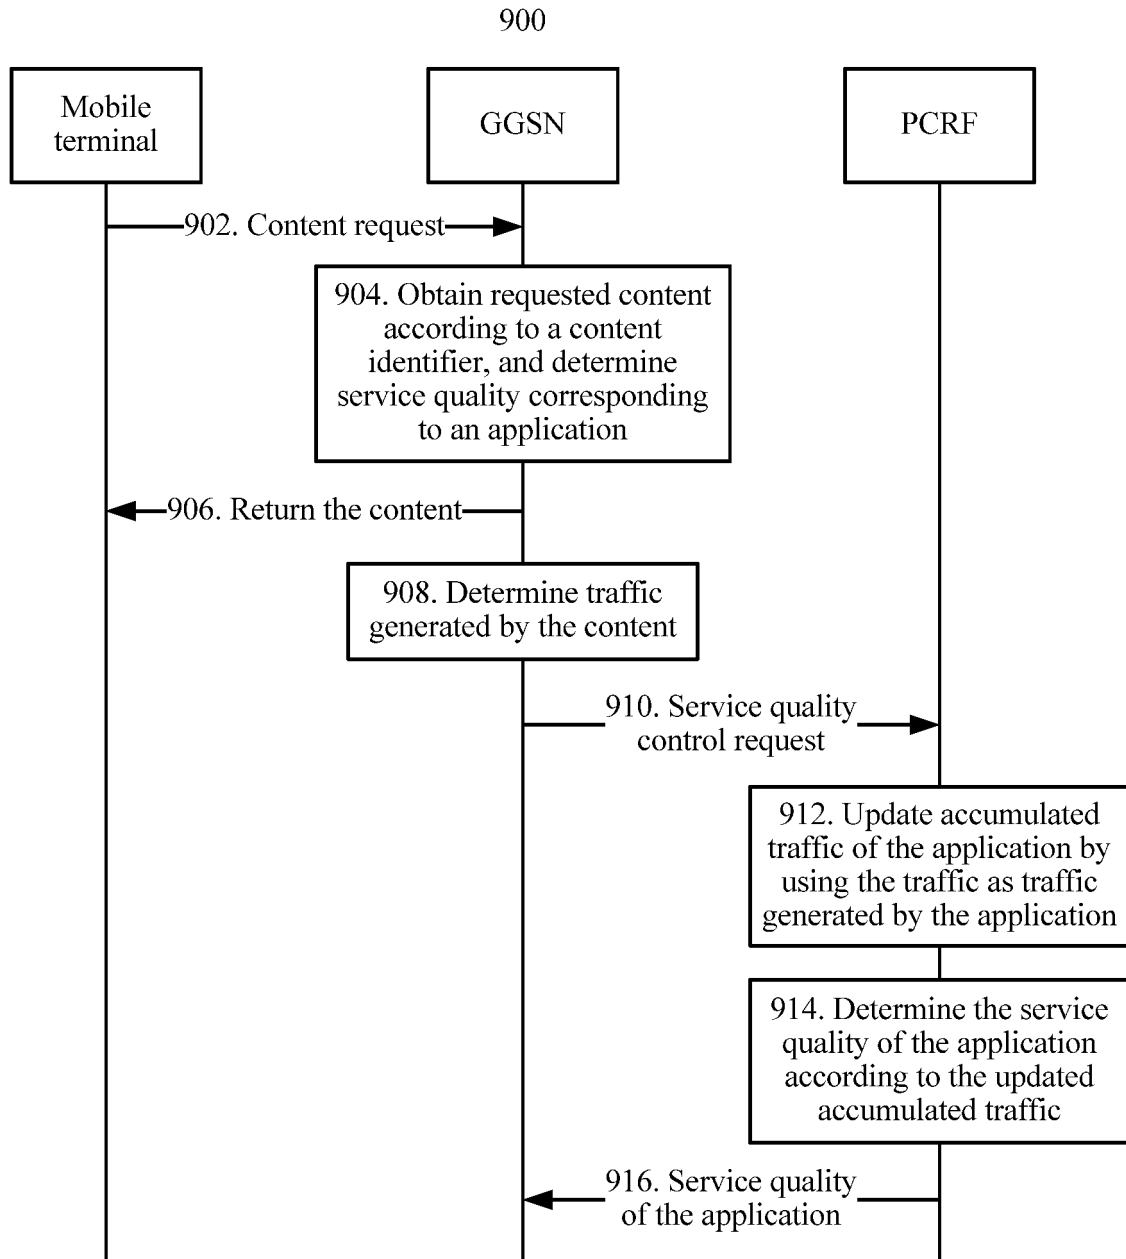 900
Mobile
terminal
GGSN
PCRF
902. Content request
904. Obtain requested content
according to a content
identifier, and determine
service quality corresponding
to an application
906. Return the content
908. Determine traffic
generated by the content
910. Service quality
control request
912. Update accumulated
traffic of the application by
using the traffic as traffic
generated by the application
914. Determine the service
quality of the application
according to the updated
accumulated traffic
916. Service quality
of the application